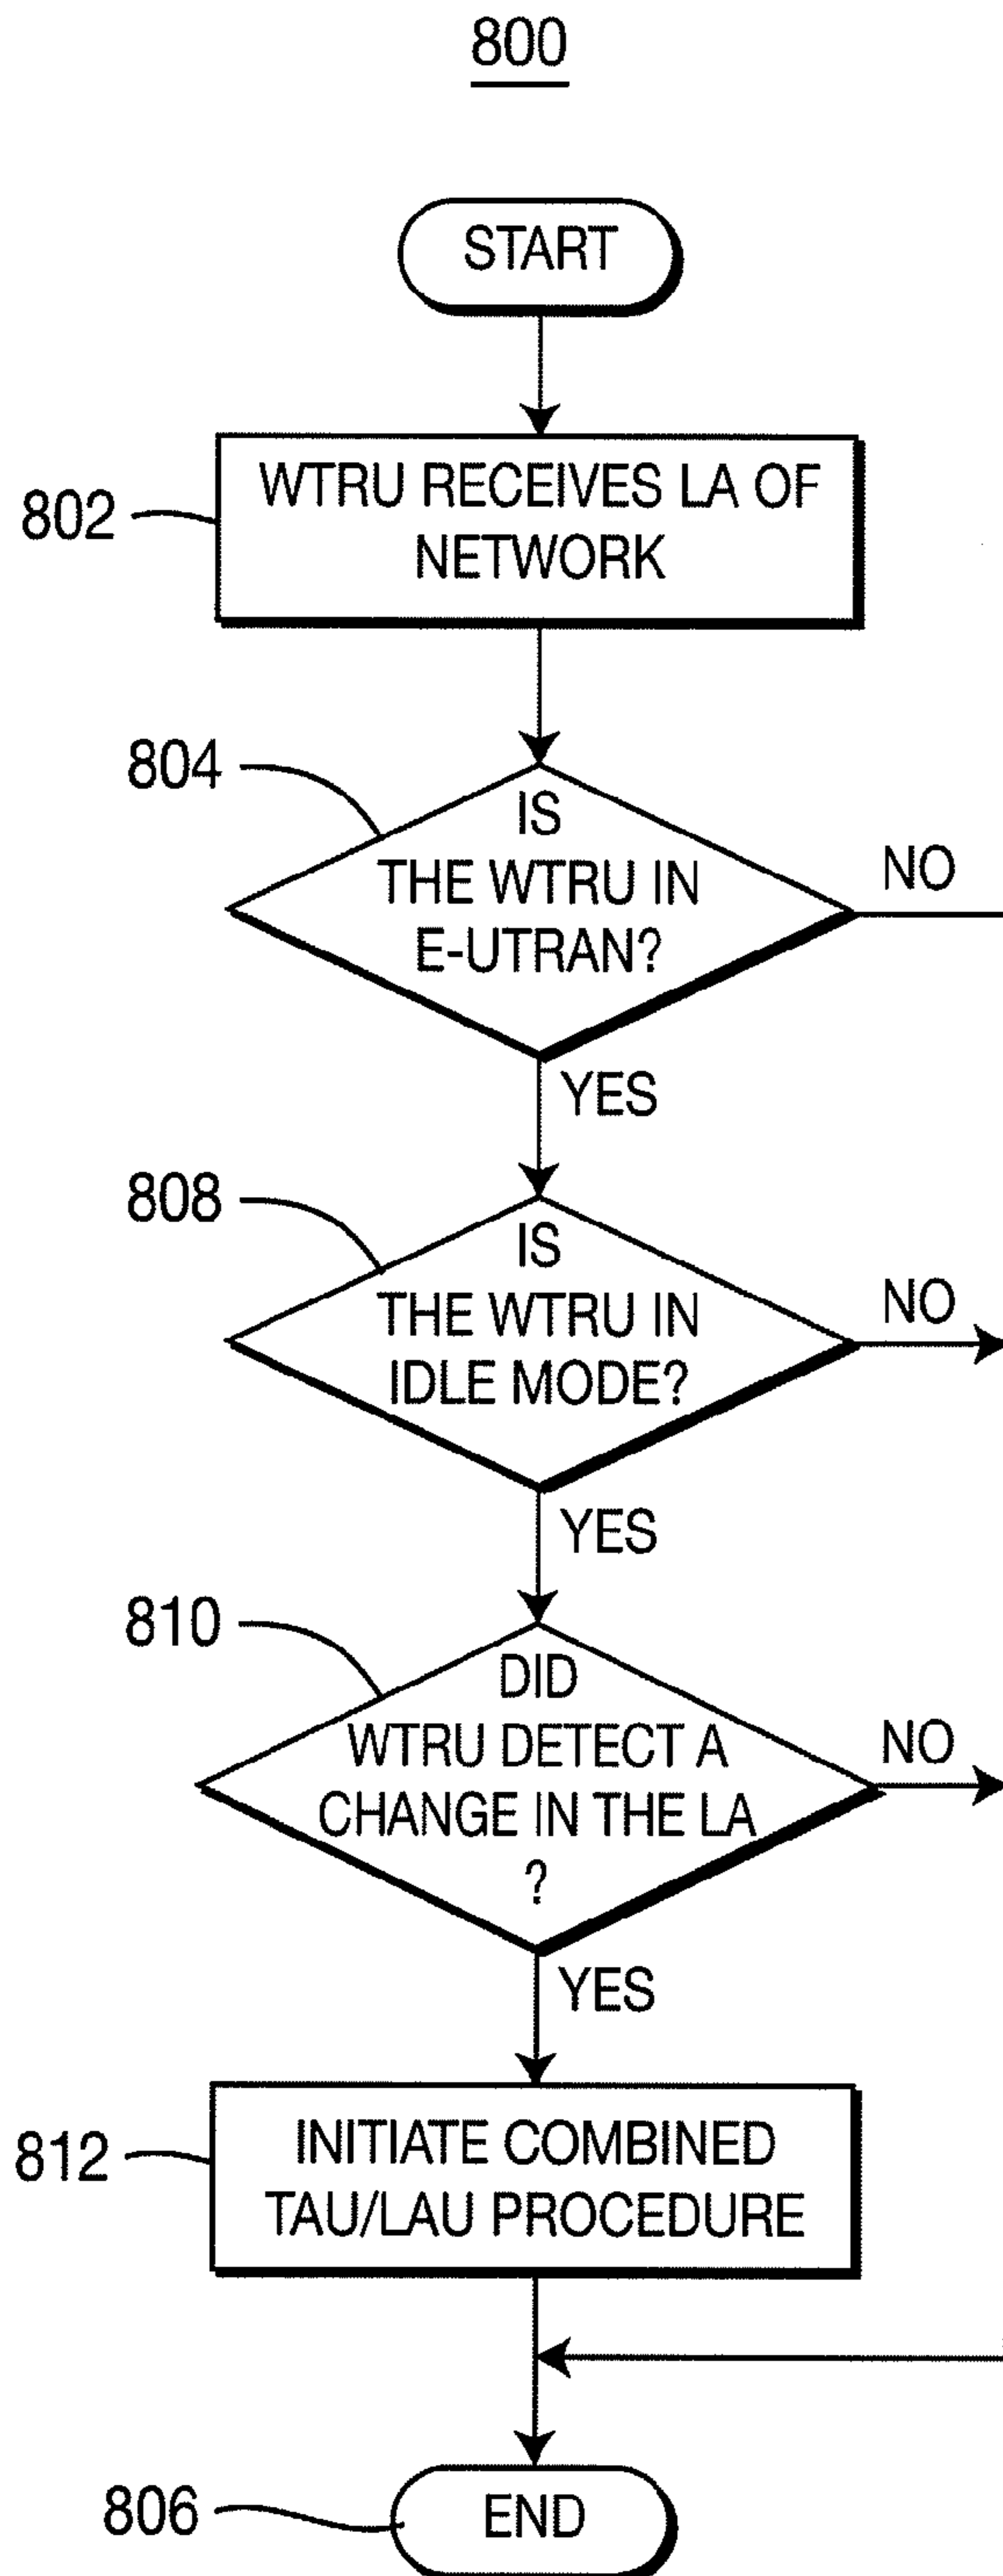 800
START
802
WTRU RECEIVES LA OF
NETWORK
804
IS
THE WTRU IN
E-UTRAN?
NO
YES
808
IS
THE WTRU IN
IDLE MODE?
NO
YES
810
DID
WTRU DETECT A
CHANGE IN THE LA
?
NO
YES
812
INITIATE COMBINED
TAU/LAU PROCEDURE
806
END